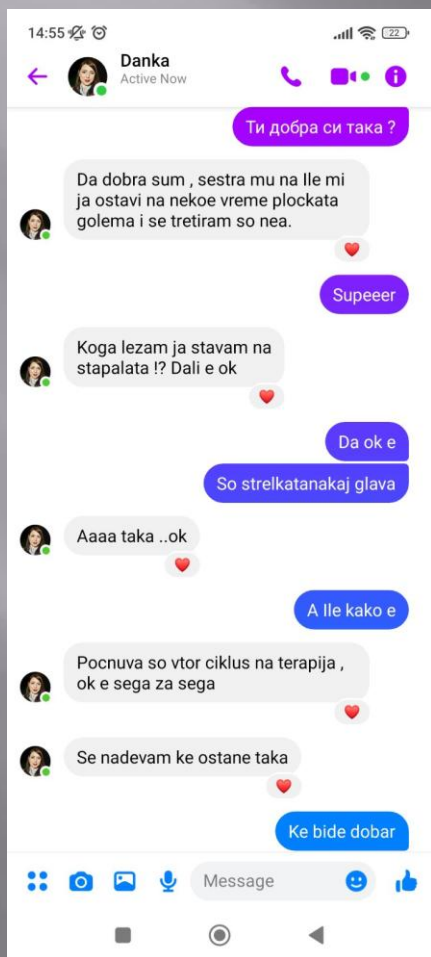 14:55
22
Danka
Active Now
Ти добра си така ?
Da dobra sum , sestra mu na Ile mi
ja ostavi na nekoe vreme plockata
golema i se tretiram so nea.
Supeeer
Koga lezam ja stavam na
stapalata !? Dali e ok
Da ok e
So strelkatanakaj glava
Aaaa taka ..ok
A Ile kako e
Pocnuva so vtor ciklus na terapija ,
ok e sega za sega
Se nadevam ke ostane taka
Ke bide dobar
Message